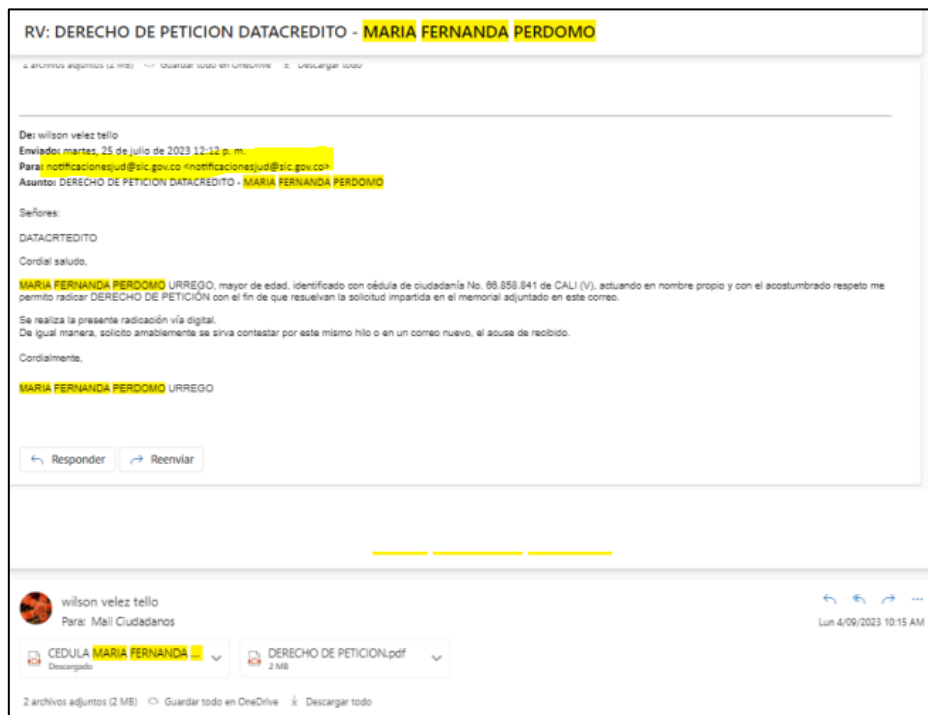 RV: DERECHO DE PETICION DATACREDITO - MARIA FERNANDA PERDOMO
2 archivos adjuntos (2 MB) Guardar todo en OneDrive Descargar todo
De: wilson velez tello
Enviado: martes, 25 de julio de 2023 12:12 p. m.
Para: notificacionesjud@sic.gov.co <notificacionesjud@sic.gov.co>
Asunto: DERECHO DE PETICION DATACREDITO - MARIA FERNANDA PERDOMO
Señores:
DATACRTEDITO
Cordial saludo,
MARIA FERNANDA PERDOMO URREGO, mayor de edad, identificado con cédula de ciudadanía No. 66.858.841 de CALI (V), actuando en nombre propio y con el acostumbrado respeto me
permito radicar DERECHO DE PETICIÓN con el fin de que resuelvan la solicitud impartida en el memorial adjuntado en este correo.
Se realiza la presente radicación vía digital.
De igual manera, solicito amablemente se sirva contestar por este mismo hilo o en un correo nuevo, el acuse de recibido.
Cordialmente,
MARIA FERNANDA PERDOMO URREGO
Responder Reenviar
wilson velez tello
Para: Mail Ciudadanos
Lun 4/09/2023 10:15 AM
CEDULA MARIA FERNANDA ...
Descargado
DERECHO DE PETICION.pdf
2 MB
2 archivos adjuntos (2 MB) Guardar todo en OneDrive Descargar todo